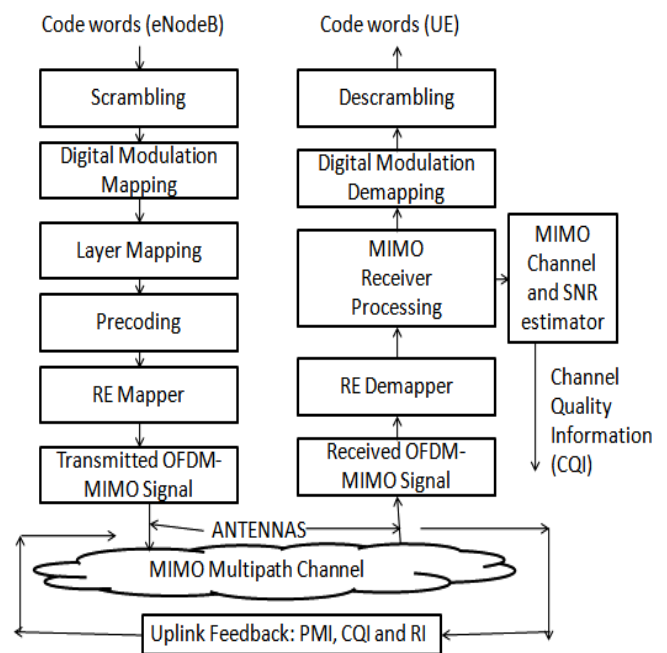 Code words (eNodeB)
Scrambling
Digital Modulation
Mapping
Layer Mapping
Precoding
RE Mapper
Transmitted OFDM-
MIMO Signal
Code words (UE)
Descrambling
Digital Modulation
Demapping
MIMO
Receiver
Processing
RE Demapper
Received OFDM-
MIMO Signal
MIMO
Channel
and SNR
estimator
Channel
Quality
Information
(CQI)
ANTENNAS
MIMO Multipath Channel
Uplink Feedback: PMI, CQI and RI